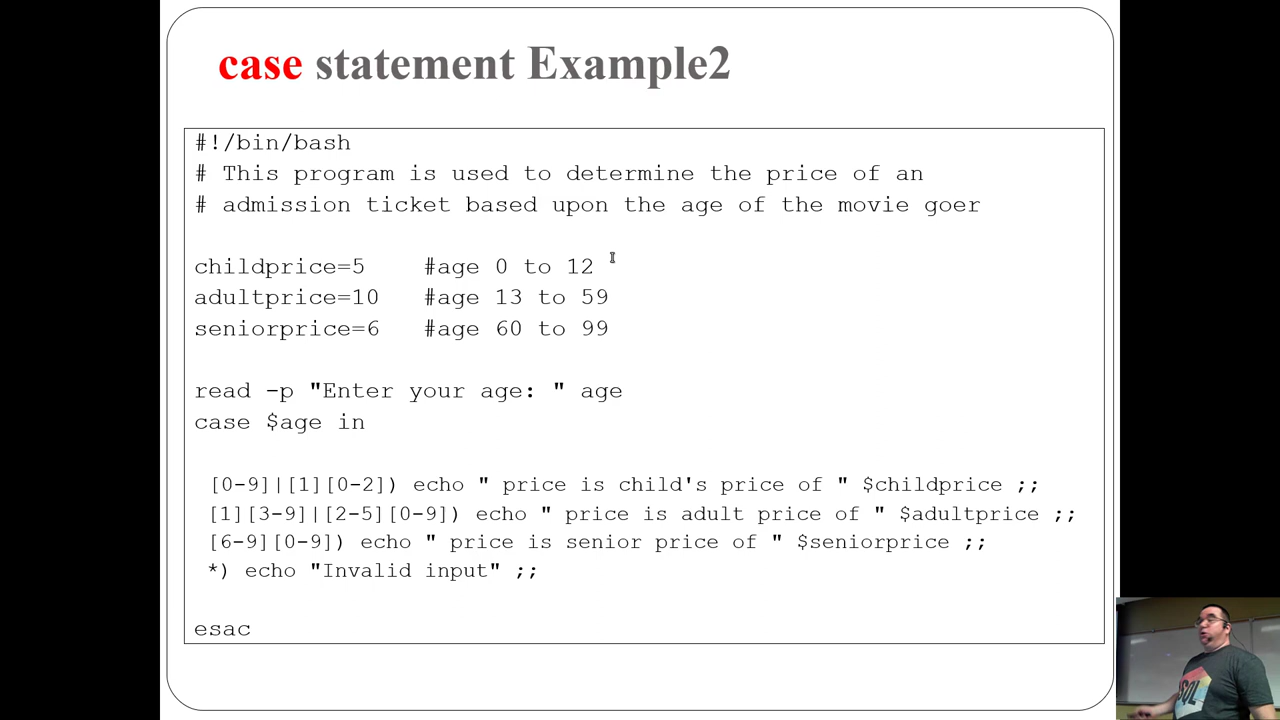 case statement Example2
#!/bin/bash
# This program is used to determine the price of an
# admission ticket based upon the age of the movie goer
childprice=5 #age 0 to 12
adultprice=10 #age 13 to 59
seniorprice=6 #age 60 to 99
read -p "Enter your age: " age
case $age in
[0-9]|[1][0-2]) echo " price is child's price of " $childprice ;;
[1][3-9]|[2-5][0-9]) echo " price is adult price of " $adultprice ;;
[6-9][0-9]) echo " price is senior price of " $seniorprice ;;
*) echo "Invalid input" ;;
esac
SQL